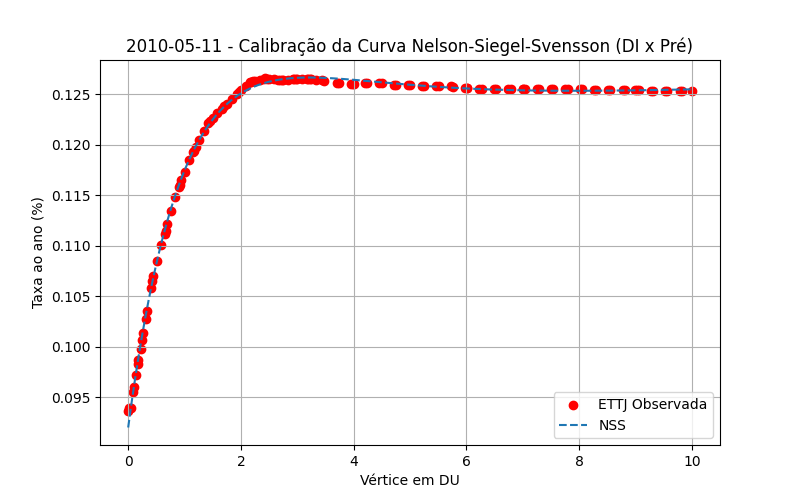 2010-05-11 - Calibração da Curva Nelson-Siegel-Svensson (DI x Pré)
Taxa ao ano (%)
0.125
0.120
0.115
0.110
0.105
0.100
0.095
ETTJ Observada
NSS
0 2 4 6 8 10
Vértice em DU